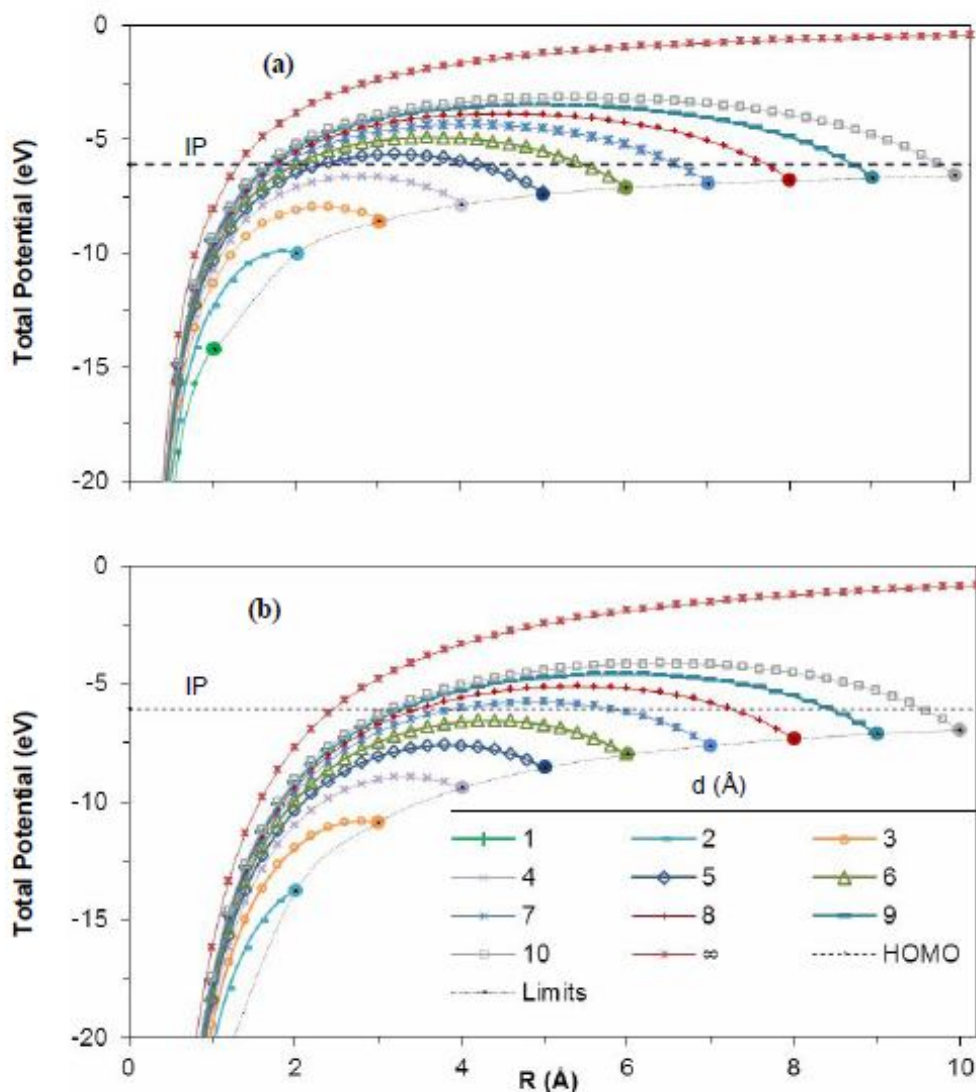 0
(a)
-5
IP
-10
-15
-20
Total Potential (eV)
0
(b)
-5
IP
-10
-15
-20
Total Potential (eV)
d (Å)
1 2 3
4 5 6
7 8 9
10 ∞ HOMO
Limits
0 2 4 6 8 10
R (Å)